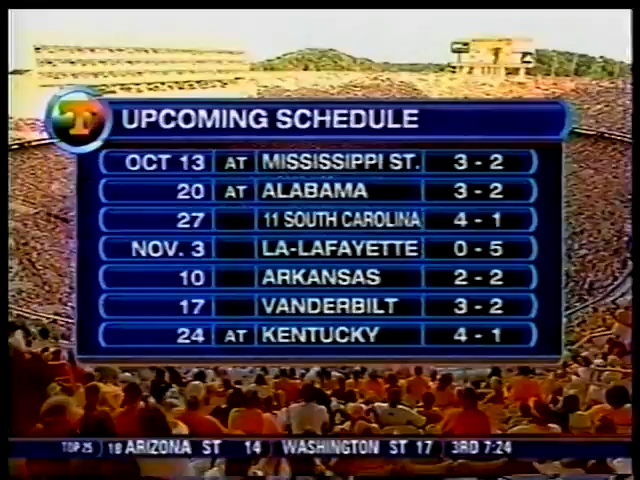 T UPCOMING SCHEDULE
OCT 13 AT MISSISSIPPI ST. 3 - 2
20 AT ALABAMA 3 - 2
27 11 SOUTH CAROLINA 4 - 1
NOV. 3 LA-LAFAYETTE 0 - 5
10 ARKANSAS 2 - 2
17 VANDERBILT 3 - 2
24 AT KENTUCKY 4 - 1
TOP 25 18 ARIZONA ST 14 WASHINGTON ST 17 3RD 7:24